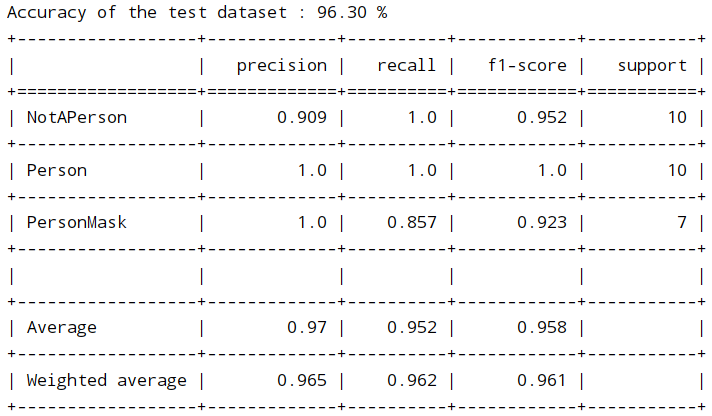 Accuracy of the test dataset : 96.30 %
+------------------+-------------+----------+------------+-----------+
|                  |   precision |   recall |   f1-score |   support |
+==================+=============+==========+============+===========+
| NotAPerson       |       0.909 |      1.0 |      0.952 |        10 |
+------------------+-------------+----------+------------+-----------+
| Person           |         1.0 |      1.0 |        1.0 |        10 |
+------------------+-------------+----------+------------+-----------+
| PersonMask       |         1.0 |    0.857 |      0.923 |         7 |
+------------------+-------------+----------+------------+-----------+
|                  |             |          |            |           |
+------------------+-------------+----------+------------+-----------+
| Average          |        0.97 |    0.952 |      0.958 |           |
+------------------+-------------+----------+------------+-----------+
| Weighted average |       0.965 |    0.962 |      0.961 |           |
+------------------+-------------+----------+------------+-----------+